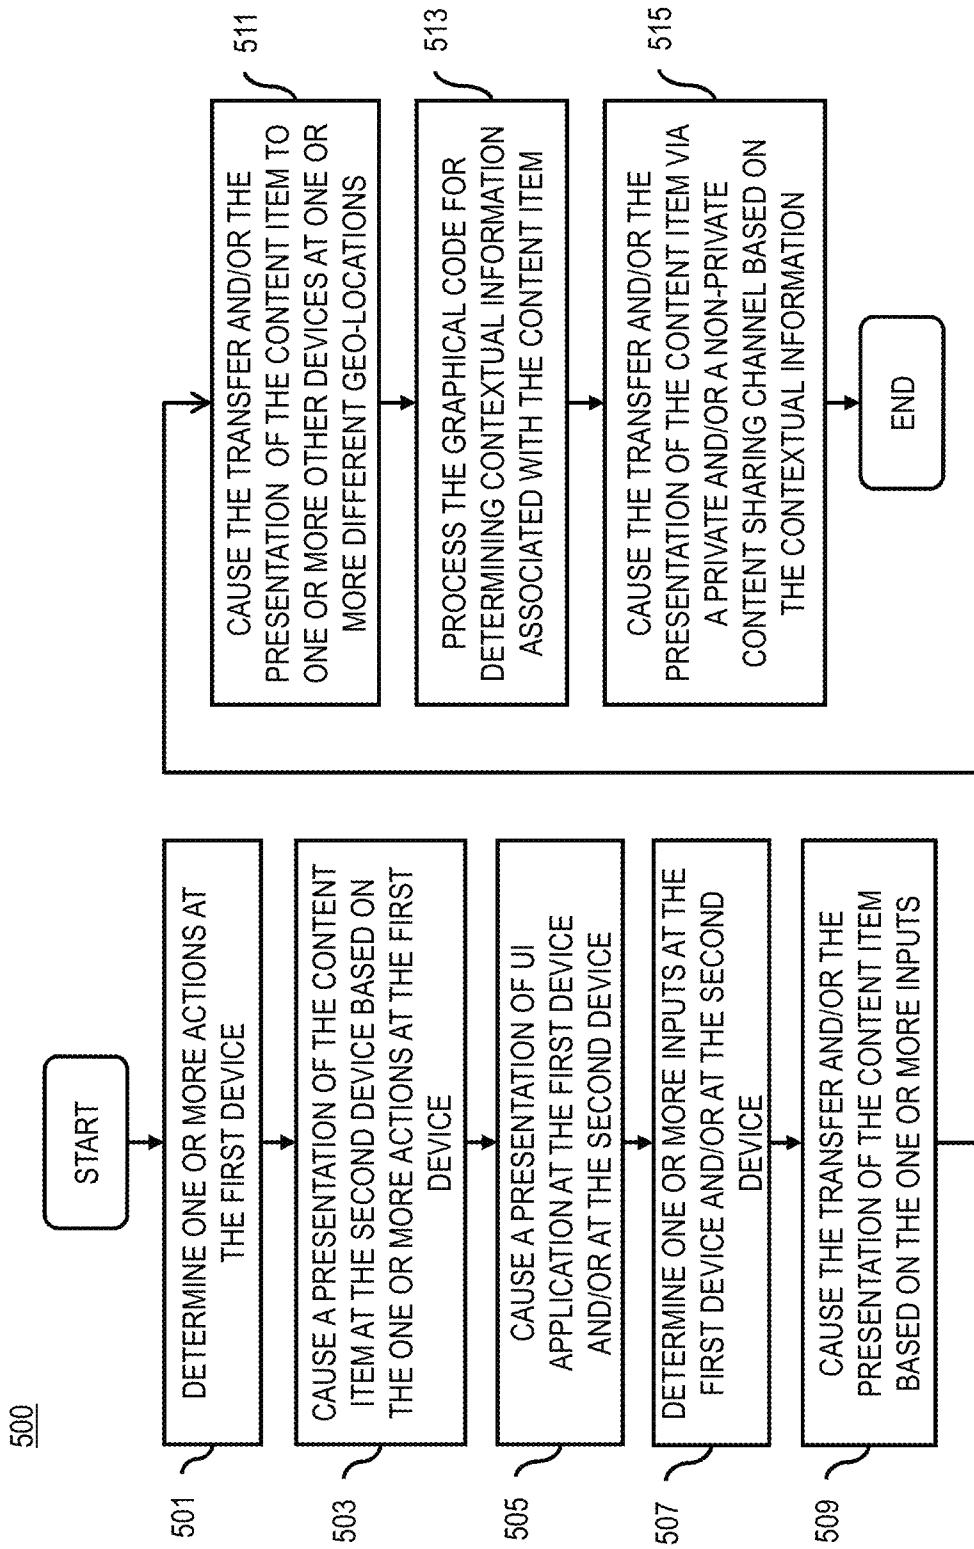 500
START
501
DETERMINE ONE OR MORE ACTIONS AT
THE FIRST DEVICE
503
CAUSE A PRESENTATION OF THE CONTENT
ITEM AT THE SECOND DEVICE BASED ON
THE ONE OR MORE ACTIONS AT THE FIRST
DEVICE
505
CAUSE A PRESENTATION OF UI
APPLICATION AT THE FIRST DEVICE
AND/OR AT THE SECOND DEVICE
507
DETERMINE ONE OR MORE INPUTS AT THE
FIRST DEVICE AND/OR AT THE SECOND
DEVICE
509
CAUSE THE TRANSFER AND/OR THE
PRESENTATION OF THE CONTENT ITEM
BASED ON THE ONE OR MORE INPUTS
511
CAUSE THE TRANSFER AND/OR THE
PRESENTATION OF THE CONTENT ITEM TO
ONE OR MORE OTHER DEVICES AT ONE OR
MORE DIFFERENT GEO-LOCATIONS
513
PROCESS THE GRAPHICAL CODE FOR
DETERMINING CONTEXTUAL INFORMATION
ASSOCIATED WITH THE CONTENT ITEM
515
CAUSE THE TRANSFER AND/OR THE
PRESENTATION OF THE CONTENT ITEM VIA
A PRIVATE AND/OR A NON-PRIVATE
CONTENT SHARING CHANNEL BASED ON
THE CONTEXTUAL INFORMATION
END